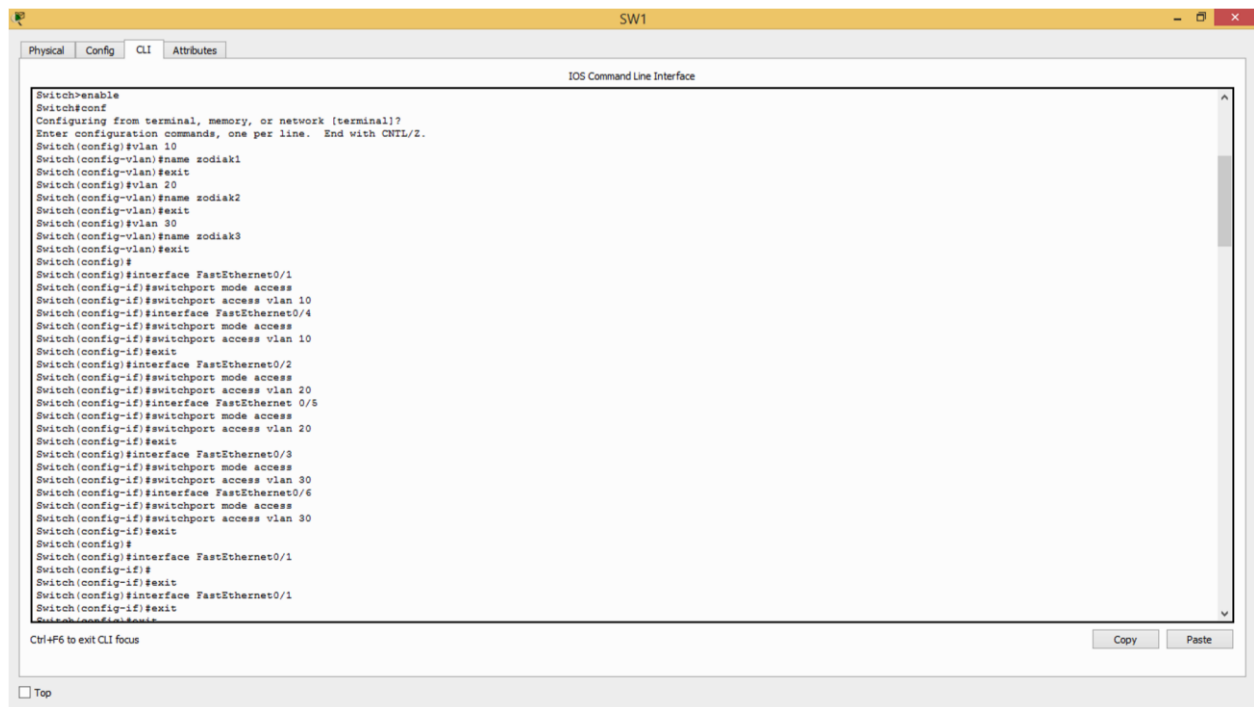 SW1
Physical Config CLI Attributes
IOS Command Line Interface
Switch>enable
Switch#conf
Configuring from terminal, memory, or network [terminal]?
Enter configuration commands, one per line.  End with CNTL/Z.
Switch(config)#vlan 10
Switch(config-vlan)#name zodiak1
Switch(config-vlan)#exit
Switch(config)#vlan 20
Switch(config-vlan)#name zodiak2
Switch(config-vlan)#exit
Switch(config)#vlan 30
Switch(config-vlan)#name zodiak3
Switch(config-vlan)#exit
Switch(config)#
Switch(config)#interface FastEthernet0/1
Switch(config-if)#switchport mode access
Switch(config-if)#switchport access vlan 10
Switch(config-if)#interface FastEthernet0/4
Switch(config-if)#switchport mode access
Switch(config-if)#switchport access vlan 10
Switch(config-if)#exit
Switch(config)#interface FastEthernet0/2
Switch(config-if)#switchport mode access
Switch(config-if)#switchport access vlan 20
Switch(config-if)#interface FastEthernet 0/5
Switch(config-if)#switchport mode access
Switch(config-if)#switchport access vlan 20
Switch(config-if)#exit
Switch(config)#interface FastEthernet0/3
Switch(config-if)#switchport mode access
Switch(config-if)#switchport access vlan 30
Switch(config-if)#interface FastEthernet0/6
Switch(config-if)#switchport mode access
Switch(config-if)#switchport access vlan 30
Switch(config-if)#exit
Switch(config)#
Switch(config)#interface FastEthernet0/1
Switch(config-if)#
Switch(config-if)#exit
Switch(config)#interface FastEthernet0/1
Switch(config-if)#exit
Switch(config)#exit
Ctrl+F6 to exit CLI focus
Copy Paste
Top